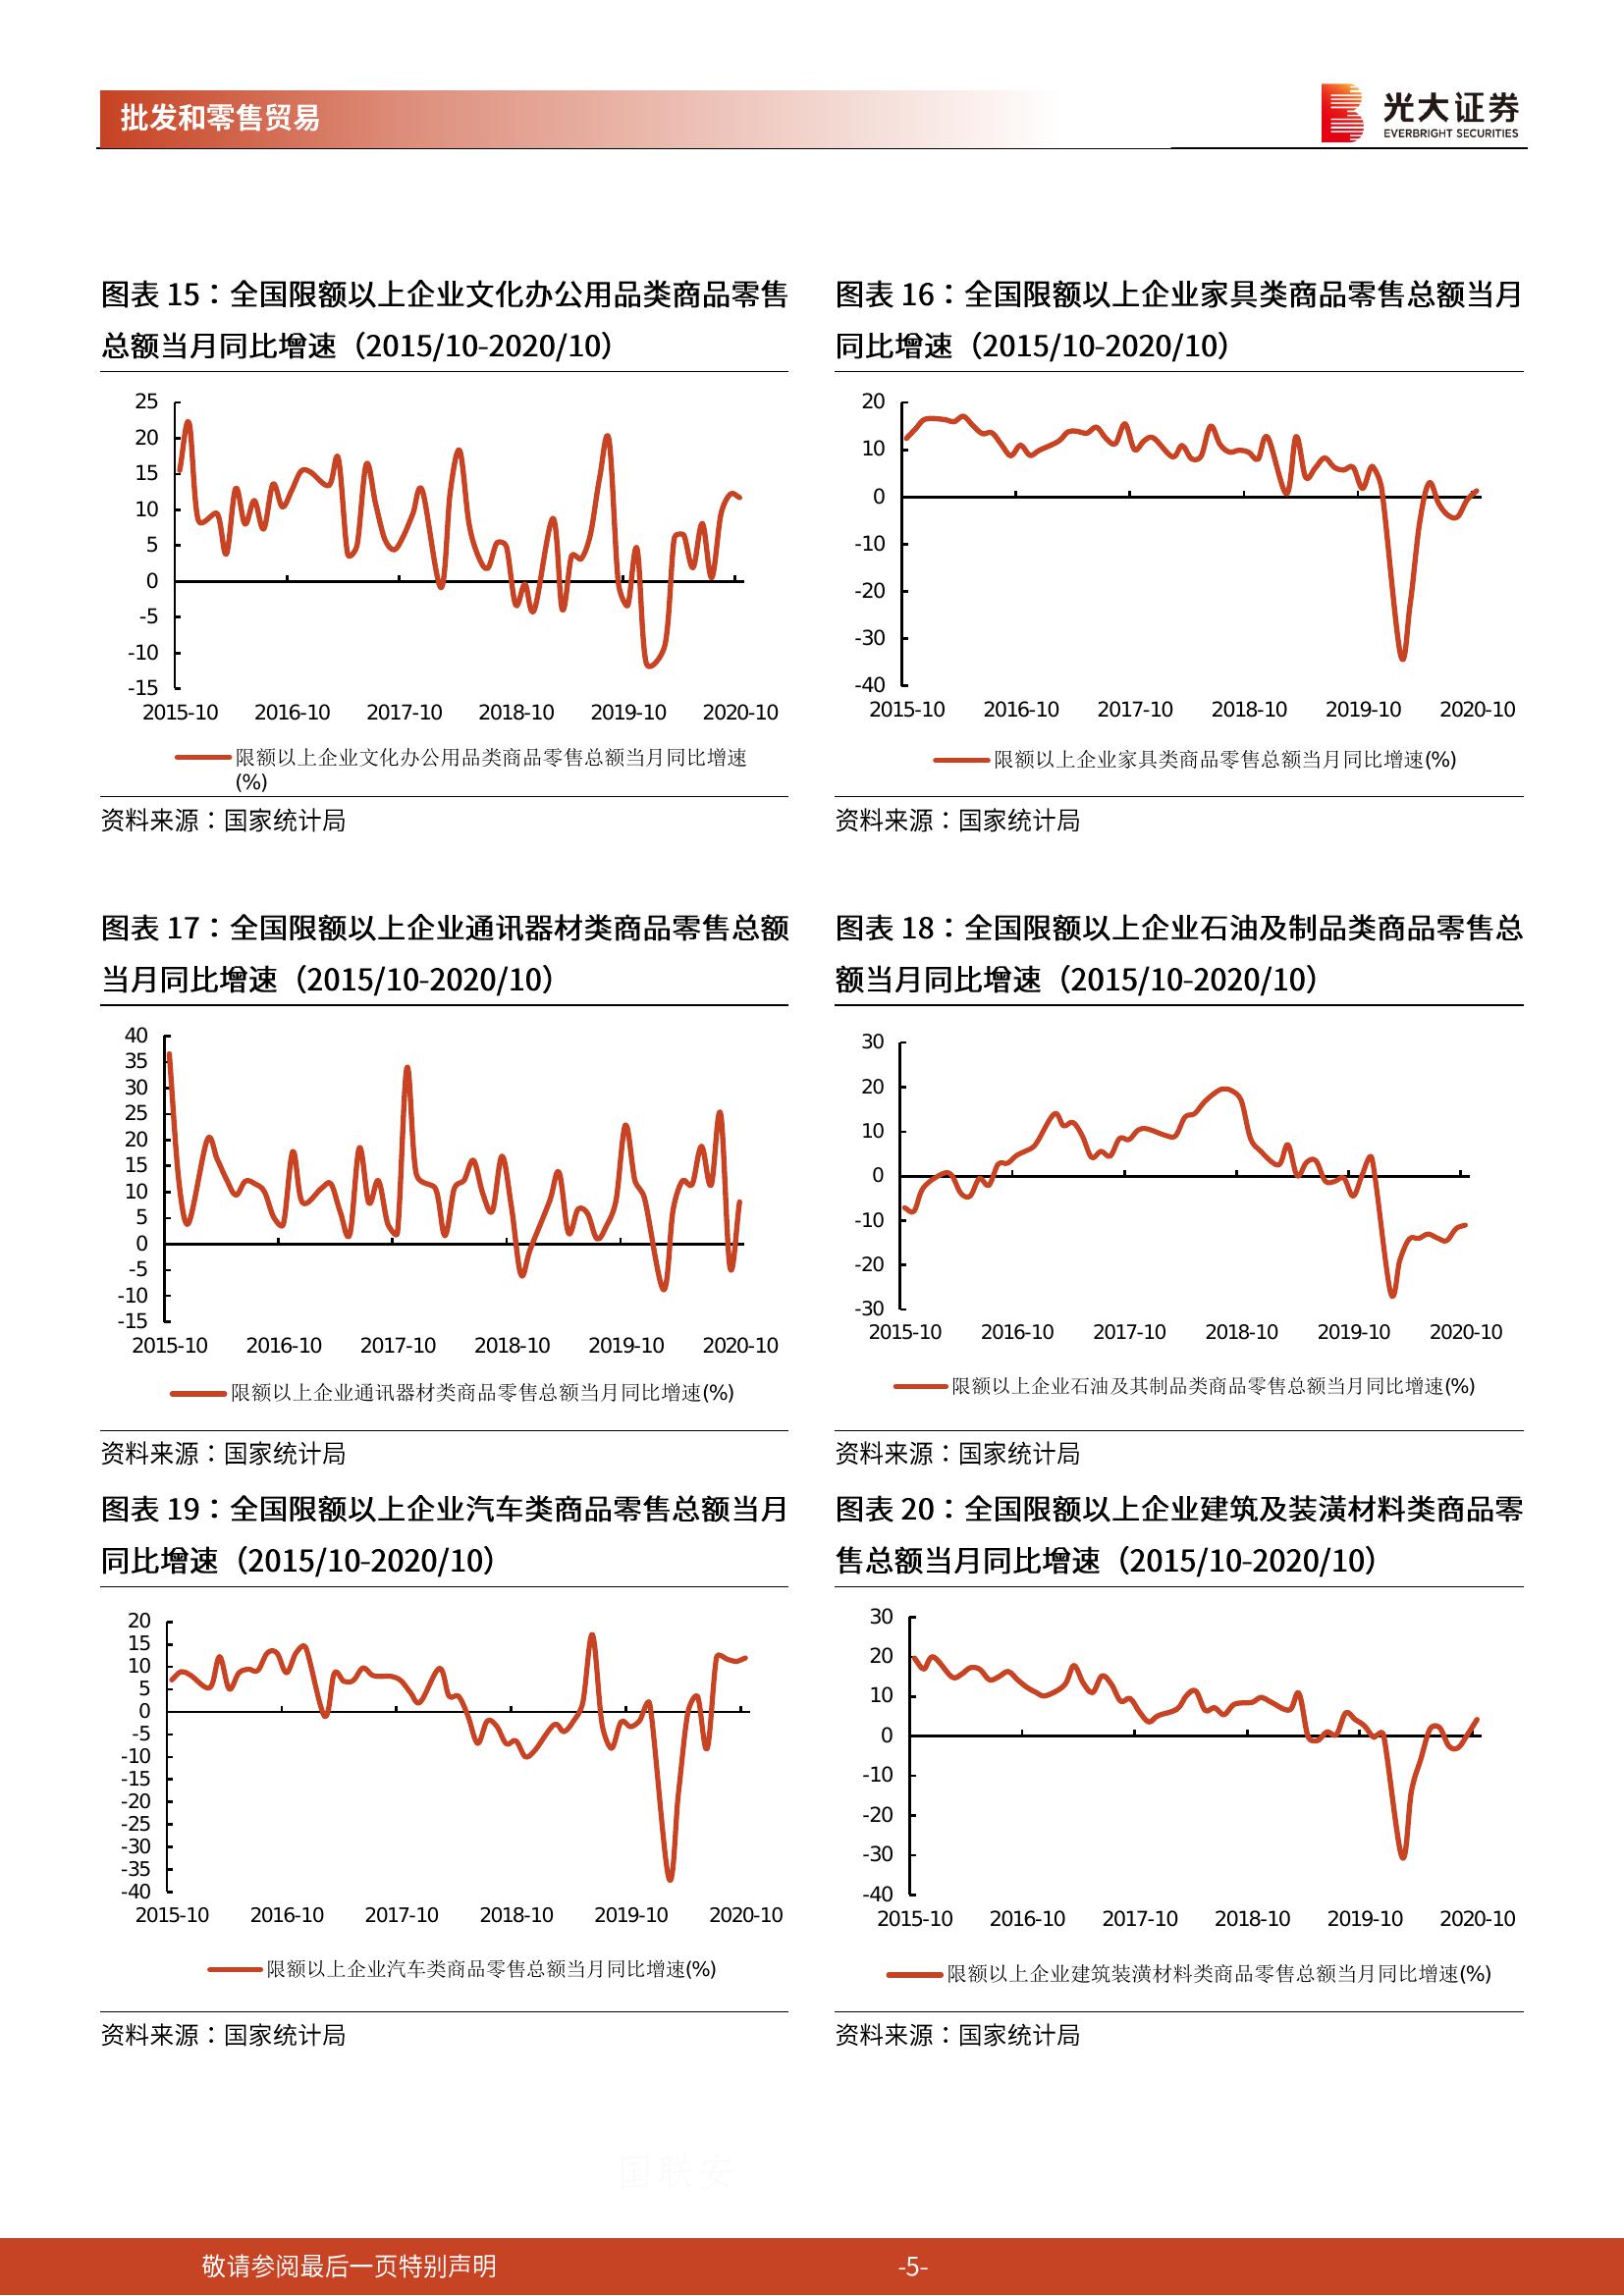 批发和零售贸易
光大证券
EVERBRIGHT SECURITIES
图表 15：全国限额以上企业文化办公用品类商品零售
总额当月同比增速（2015/10-2020/10）
25
20
15
10
5
0
-5
-10
-15
2015-10 2016-10 2017-10 2018-10 2019-10 2020-10
限额以上企业文化办公用品类商品零售总额当月同比增速
(%)
资料来源：国家统计局
图表 16：全国限额以上企业家具类商品零售总额当月
同比增速（2015/10-2020/10）
20
10
0
-10
-20
-30
-40
2015-10 2016-10 2017-10 2018-10 2019-10 2020-10
限额以上企业家具类商品零售总额当月同比增速(%)
资料来源：国家统计局
图表 17：全国限额以上企业通讯器材类商品零售总额
当月同比增速（2015/10-2020/10）
40
35
30
25
20
15
10
5
0
-5
-10
-15
2015-10 2016-10 2017-10 2018-10 2019-10 2020-10
限额以上企业通讯器材类商品零售总额当月同比增速(%)
资料来源：国家统计局
图表 18：全国限额以上企业石油及制品类商品零售总
额当月同比增速（2015/10-2020/10）
30
20
10
0
-10
-20
-30
2015-10 2016-10 2017-10 2018-10 2019-10 2020-10
限额以上企业石油及其制品类商品零售总额当月同比增速(%)
资料来源：国家统计局
图表 19：全国限额以上企业汽车类商品零售总额当月
同比增速（2015/10-2020/10）
20
15
10
5
0
-5
-10
-15
-20
-25
-30
-35
-40
2015-10 2016-10 2017-10 2018-10 2019-10 2020-10
限额以上企业汽车类商品零售总额当月同比增速(%)
资料来源：国家统计局
图表 20：全国限额以上企业建筑及装潢材料类商品零
售总额当月同比增速（2015/10-2020/10）
30
20
10
0
-10
-20
-30
-40
2015-10 2016-10 2017-10 2018-10 2019-10 2020-10
限额以上企业建筑装潢材料类商品零售总额当月同比增速(%)
资料来源：国家统计局
国联安
敬请参阅最后一页特别声明
-5-